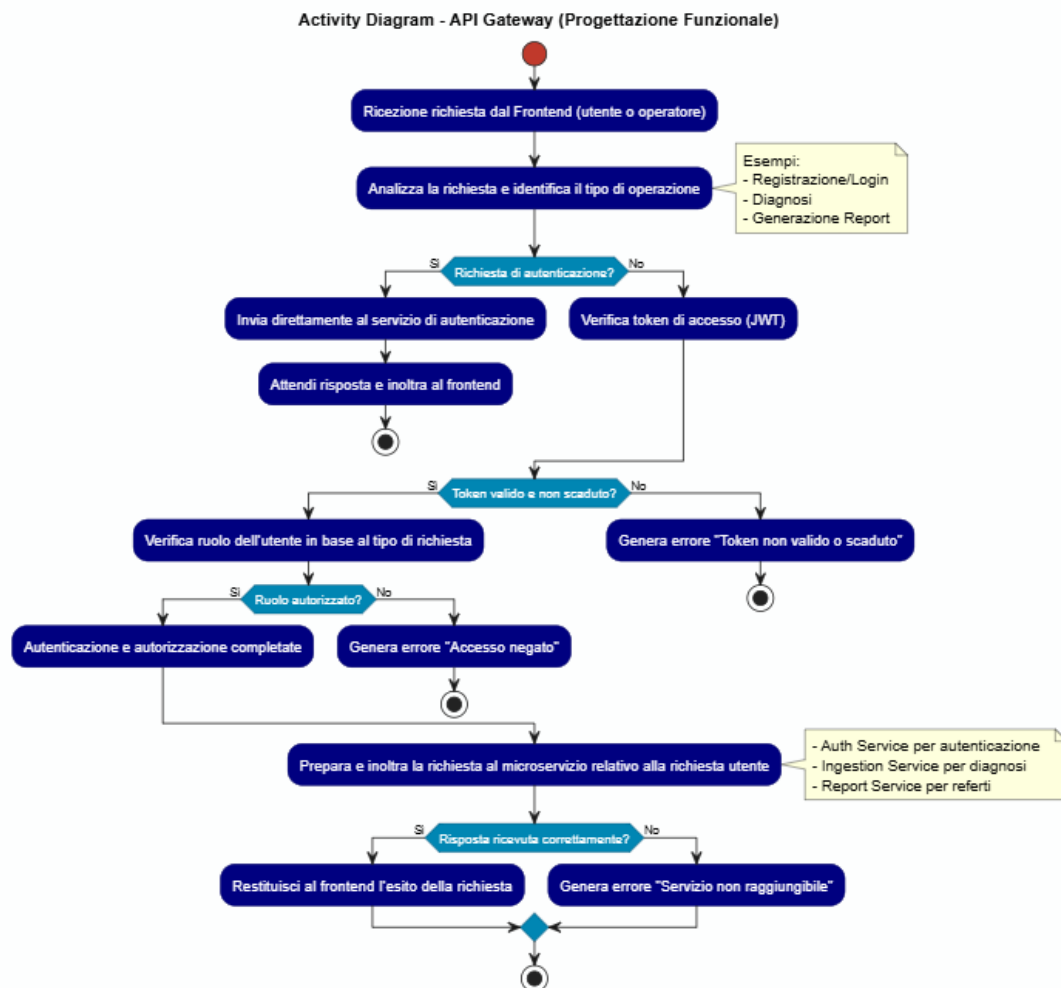 Activity Diagram - API Gateway (Progettazione Funzionale)
Ricezione richiesta dal Frontend (utente o operatore)
Analizza la richiesta e identifica il tipo di operazione
Esempi:
- Registrazione/Login
- Diagnosi
- Generazione Report
Si
Richiesta di autenticazione?
No
Invia direttamente al servizio di autenticazione
Verifica token di accesso (JWT)
Attendi risposta e inoltra al frontend
Si
Token valido e non scaduto?
No
Verifica ruolo dell'utente in base al tipo di richiesta
Genera errore "Token non valido o scaduto"
Si
Ruolo autorizzato?
No
Autenticazione e autorizzazione completate
Genera errore "Accesso negato"
Prepara e inoltra la richiesta al microservizio relativo alla richiesta utente
- Auth Service per autenticazione
- Ingestion Service per diagnosi
- Report Service per referti
Si
Risposta ricevuta correttamente?
No
Restituisci al frontend l'esito della richiesta
Genera errore "Servizio non raggiungibile"